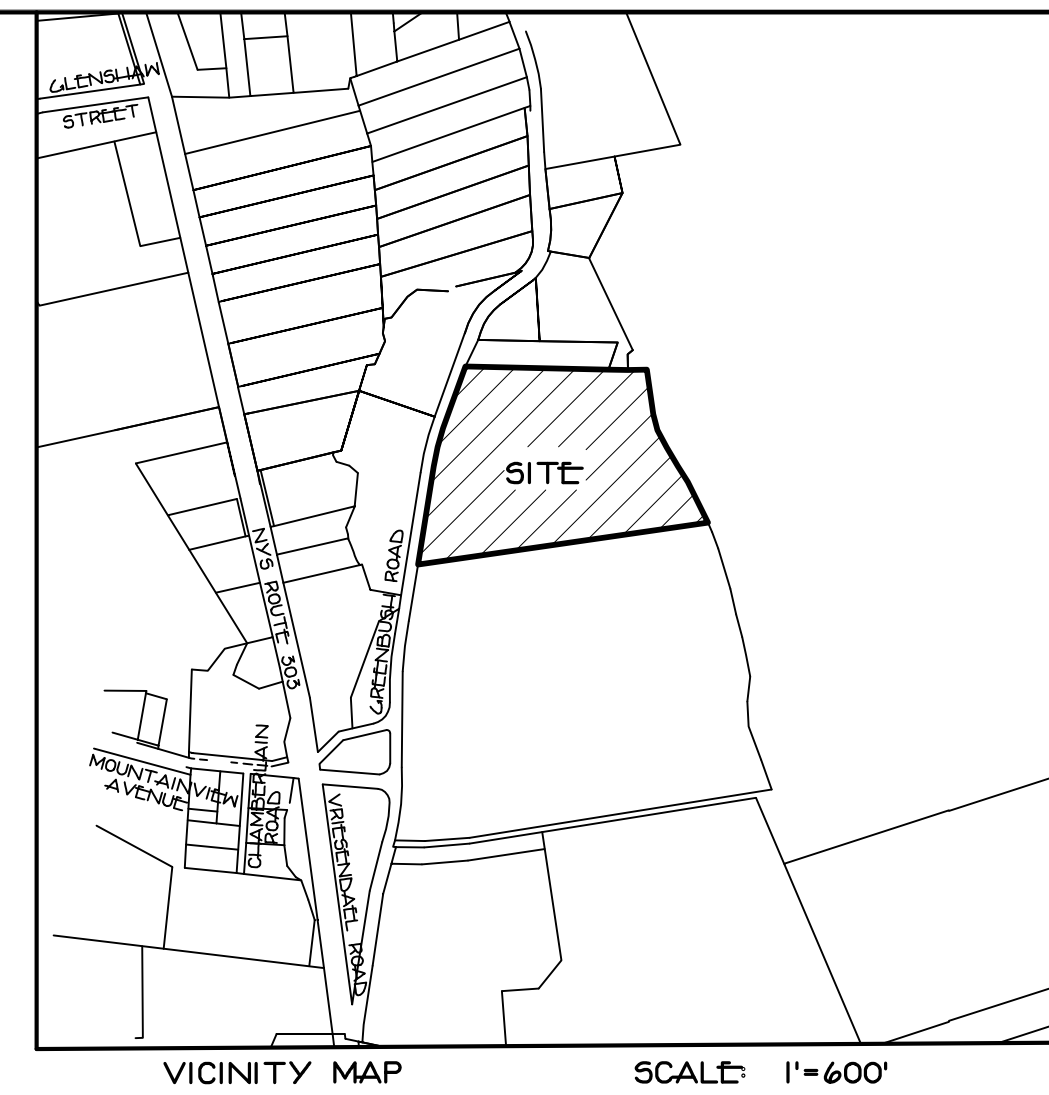 GLENSHAW
STREET
SITE
NYS ROUTE 303
GREENBUSH ROAD
MOUNTAINVIEW
AVENUE
CHAMBERLAIN
ROAD
VRIESENDAEL ROAD
VICINITY MAP SCALE: 1'=600'